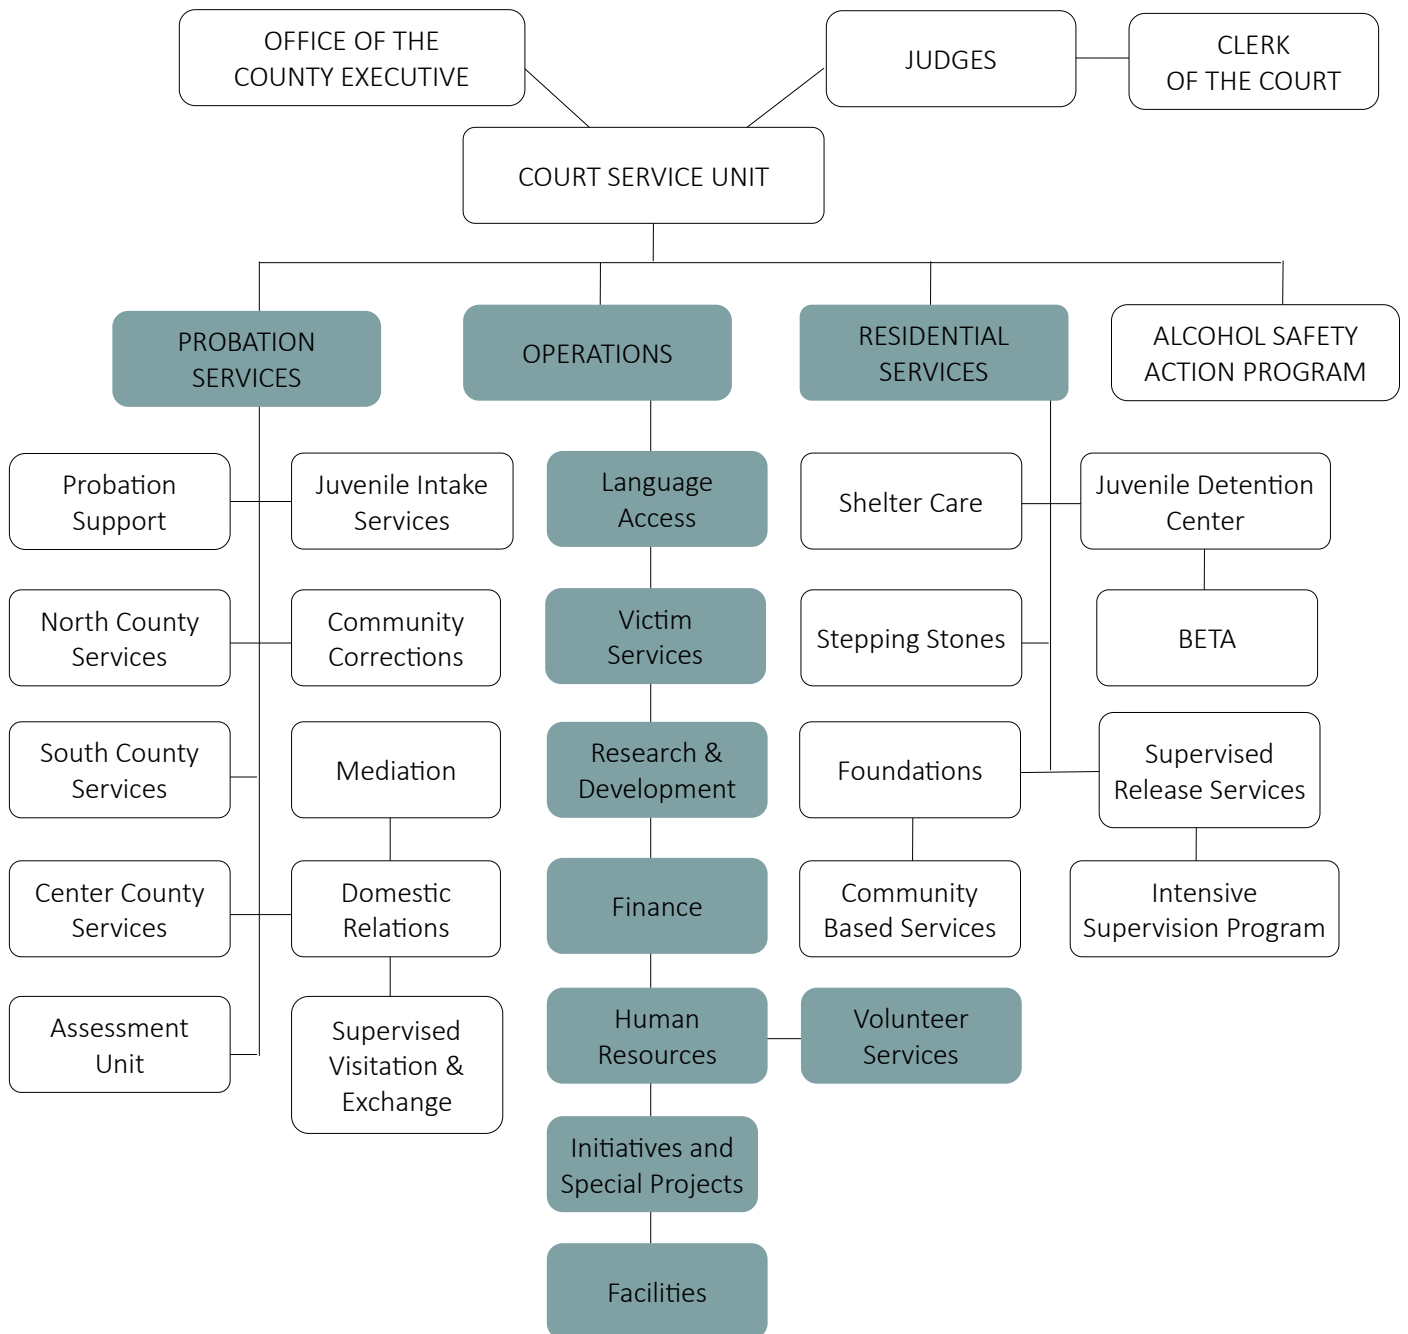 OFFICE OF THE
COUNTY EXECUTIVE
JUDGES
CLERK
OF THE COURT
COURT SERVICE UNIT
PROBATION
SERVICES
OPERATIONS
RESIDENTIAL
SERVICES
ALCOHOL SAFETY
ACTION PROGRAM
Probation
Support
Juvenile Intake
Services
Language
Access
Shelter Care
Juvenile Detention
Center
North County
Services
Community
Corrections
Victim
Services
Stepping Stones
BETA
South County
Services
Mediation
Research &
Development
Foundations
Supervised
Release Services
Center County
Services
Domestic
Relations
Finance
Community
Based Services
Intensive
Supervision Program
Assessment
Unit
Supervised
Visitation &
Exchange
Human
Resources
Volunteer
Services
Initiatives and
Special Projects
Facilities